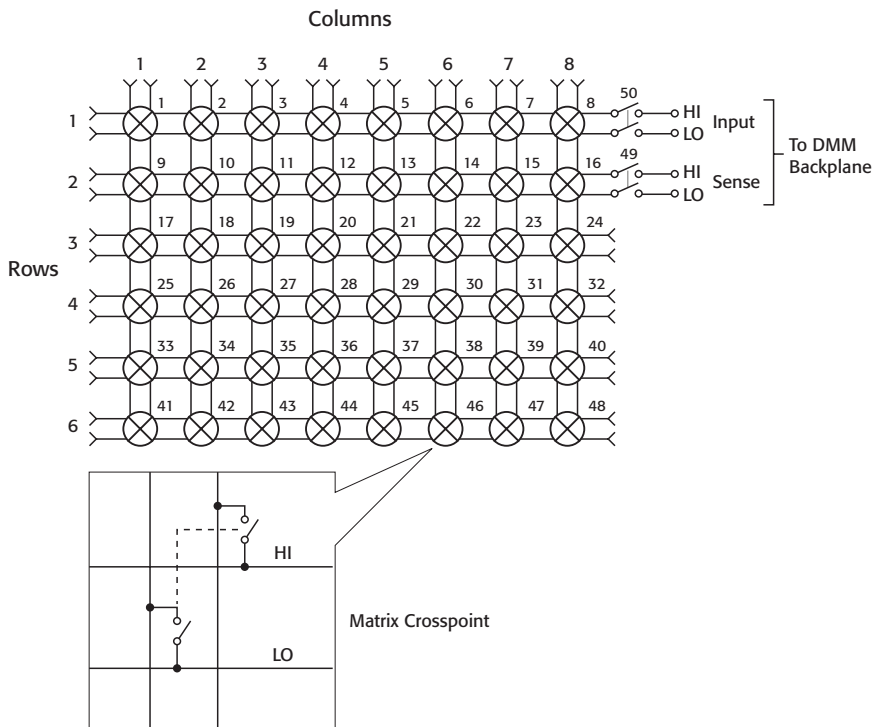 Columns
1 2 3 4 5 6 7 8
50
1 1 2 3 4 5 6 7 8 HI Input
LO
To DMM
Backplane
49
2 9 10 11 12 13 14 15 16 HI Sense
LO
3 17 18 19 20 21 22 23 24
Rows
4 25 26 27 28 29 30 31 32
5 33 34 35 36 37 38 39 40
6 41 42 43 44 45 46 47 48
HI
Matrix Crosspoint
LO